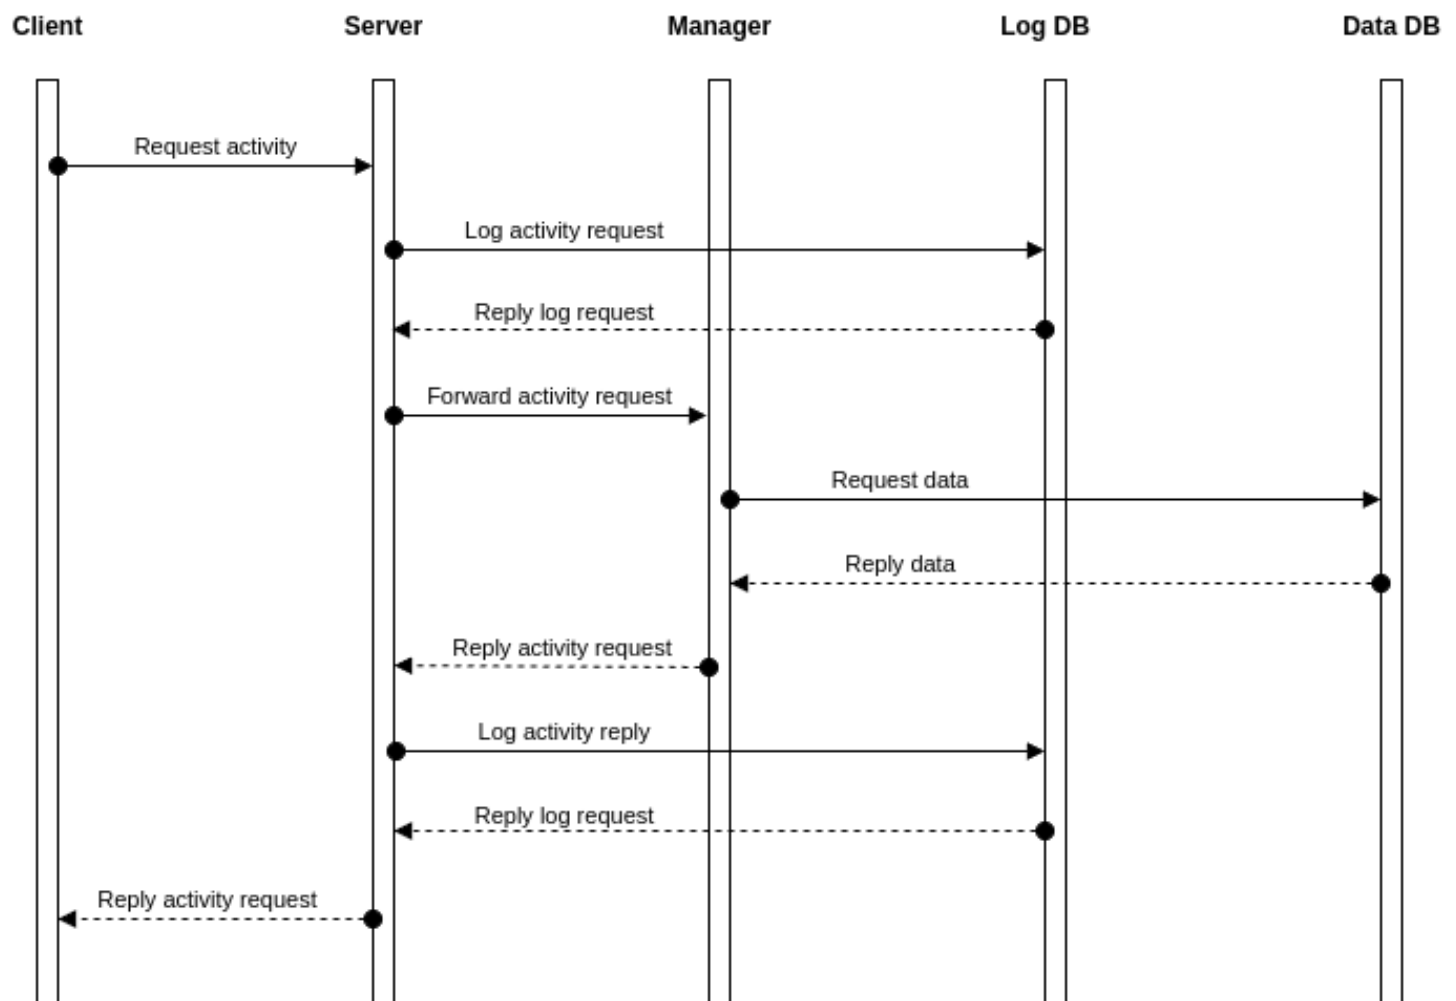 Client
Server
Manager
Log DB
Data DB
Request activity
Log activity request
Reply log request
Forward activity request
Request data
Reply data
Reply activity request
Log activity reply
Reply log request
Reply activity request